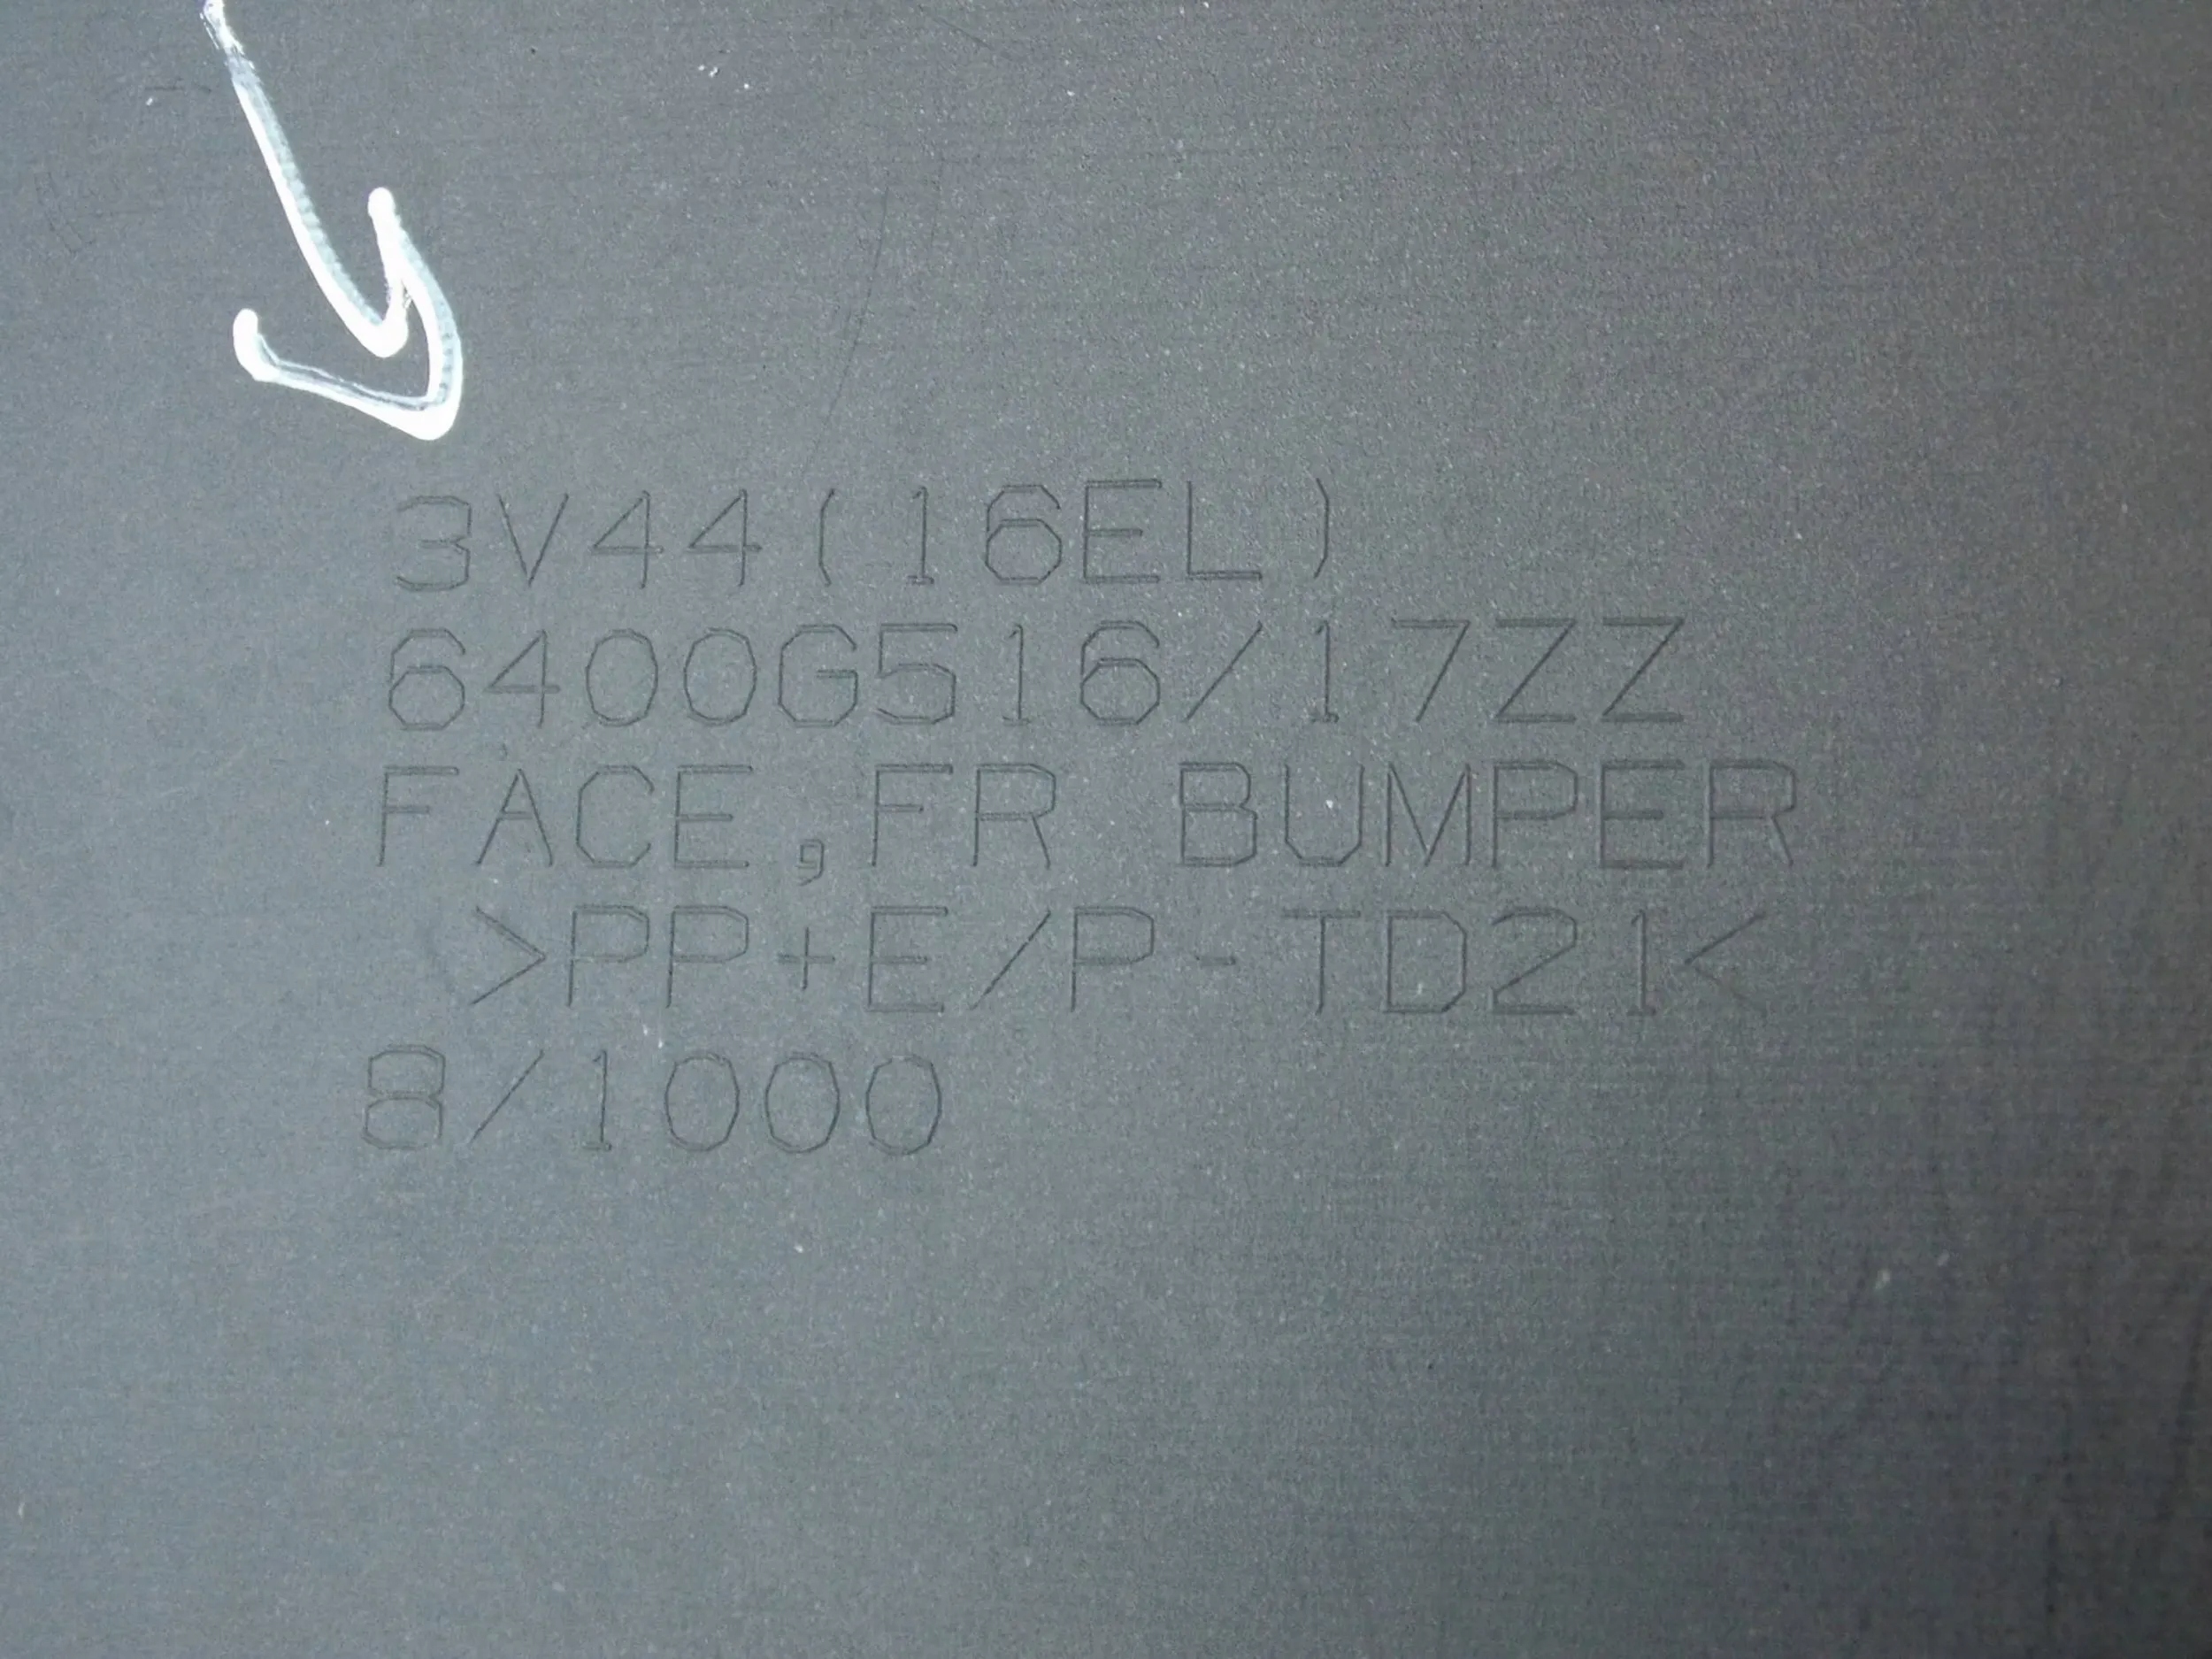 3V44(16EL)
6400G516/17ZZ
FACE,FR BUMPER
>PP+E/P-TD21<
8/1000